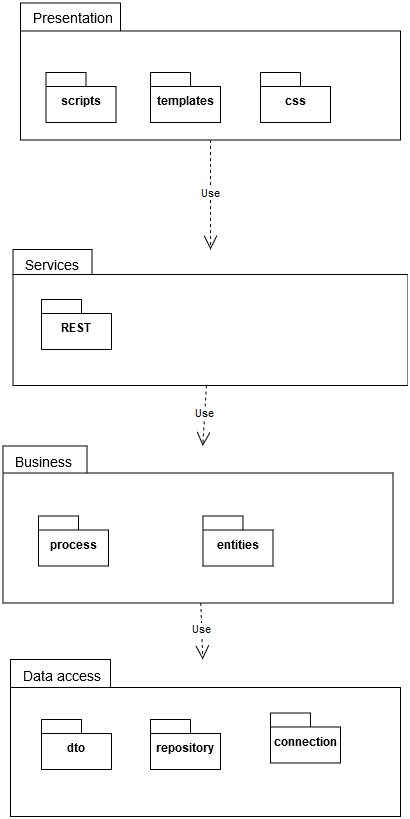 Presentation
scripts
templates
css
Use
Services
REST
Use
Business
process
entities
Use
Data access
dto
repository
connection